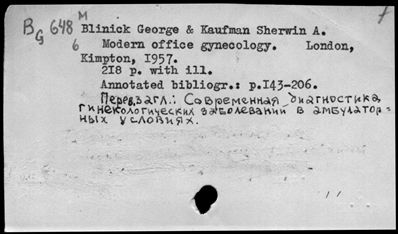 Bg 648 M
6
Blinick George & Kaufman Sherwin A.
Modern office gynecology. London,
Kimpton, 1957.
218 p. with ill.
Annotated bibliogr.: p.143-206.
Перев.загл.: Современная диагностика
гинекологических заболеваний в амбулатор-
ных условиях.